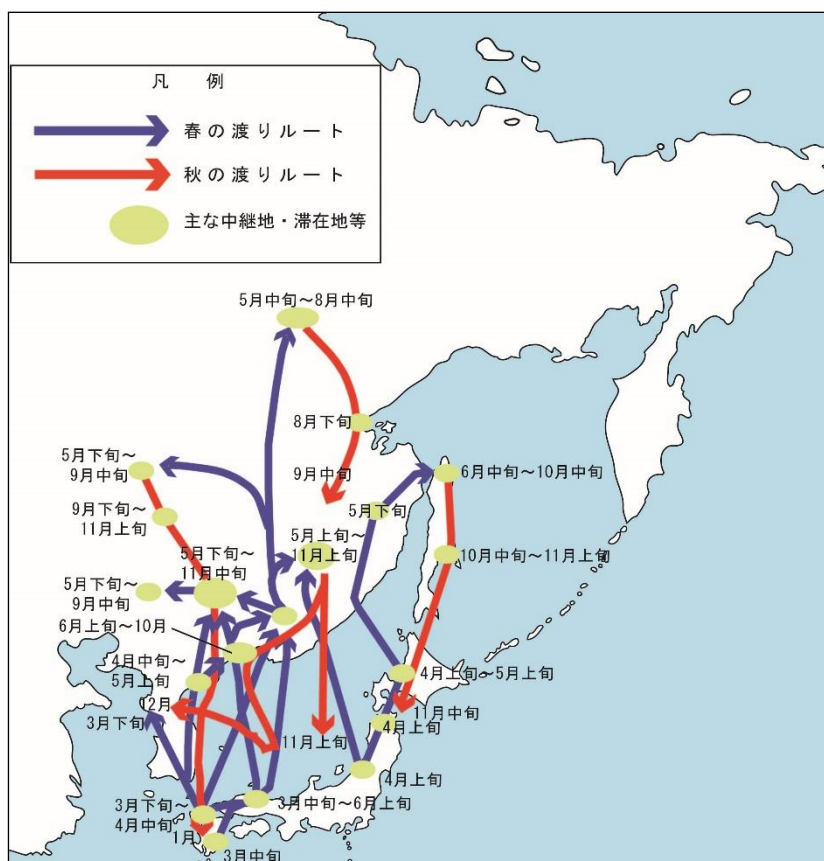 凡 例
春の渡りルート
秋の渡りルート
主な中継地・滞在地等
5月中旬～8月中旬
8月下旬
5月下旬～
9月中旬
9月中旬
6月中旬～10月中旬
9月下旬～
11月上旬
5月下旬
5月上旬～
11月上旬
10月中旬～11月上旬
5月下旬～
11月中旬
5月下旬～
9月中旬
6月上旬～10月
4月中旬～
5月上旬
4月上旬～5月上旬
12月
3月下旬
11月中旬
4月上旬
11月上旬
4月上旬
3月下旬～
4月中旬
3月中旬～6月上旬
1月
3月中旬